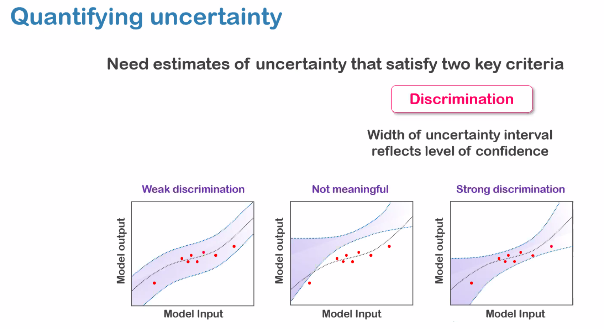 Quantifying uncertainty
Need estimates of uncertainty that satisfy two key criteria
Discrimination
Width of uncertainty interval
reflects level of confidence
Weak discrimination
Not meaningful
Strong discrimination
Model output
Model output
Model output
Model Input
Model Input
Model Input